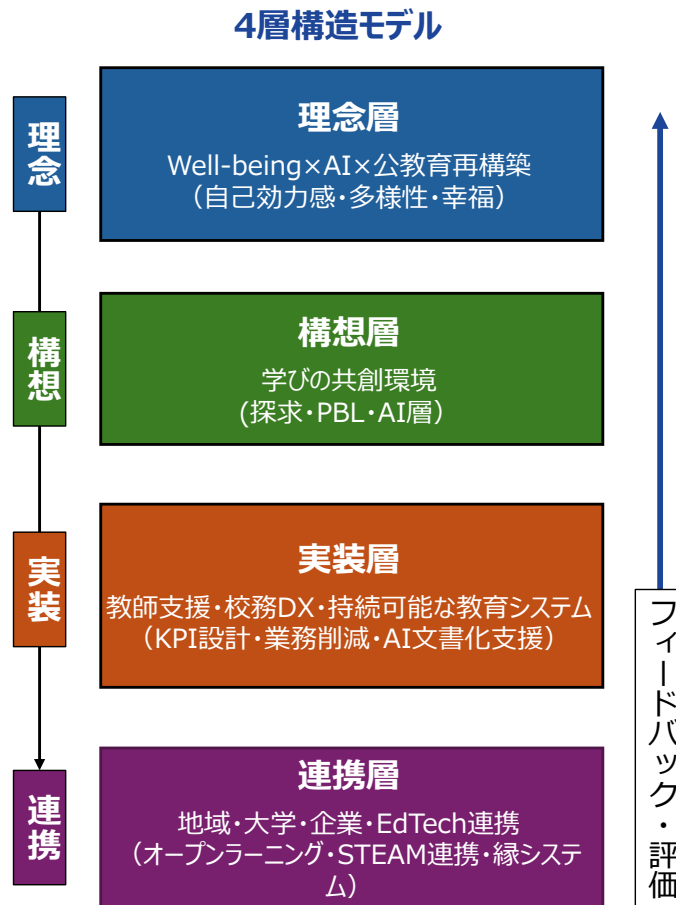 4層構造モデル
理念
理念層
Well-being×AI×公教育再構築
（自己効力感・多様性・幸福）
構想
構想層
学びの共創環境
(探求・PBL・AI層）
実装
実装層
教師支援・校務DX・持続可能な教育システム
（KPI設計・業務削減・AI文書化支援）
連携
連携層
地域・大学・企業・EdTech連携
（オープンラーニング・STEAM連携・縁システ
ム）
フィードバック・評価